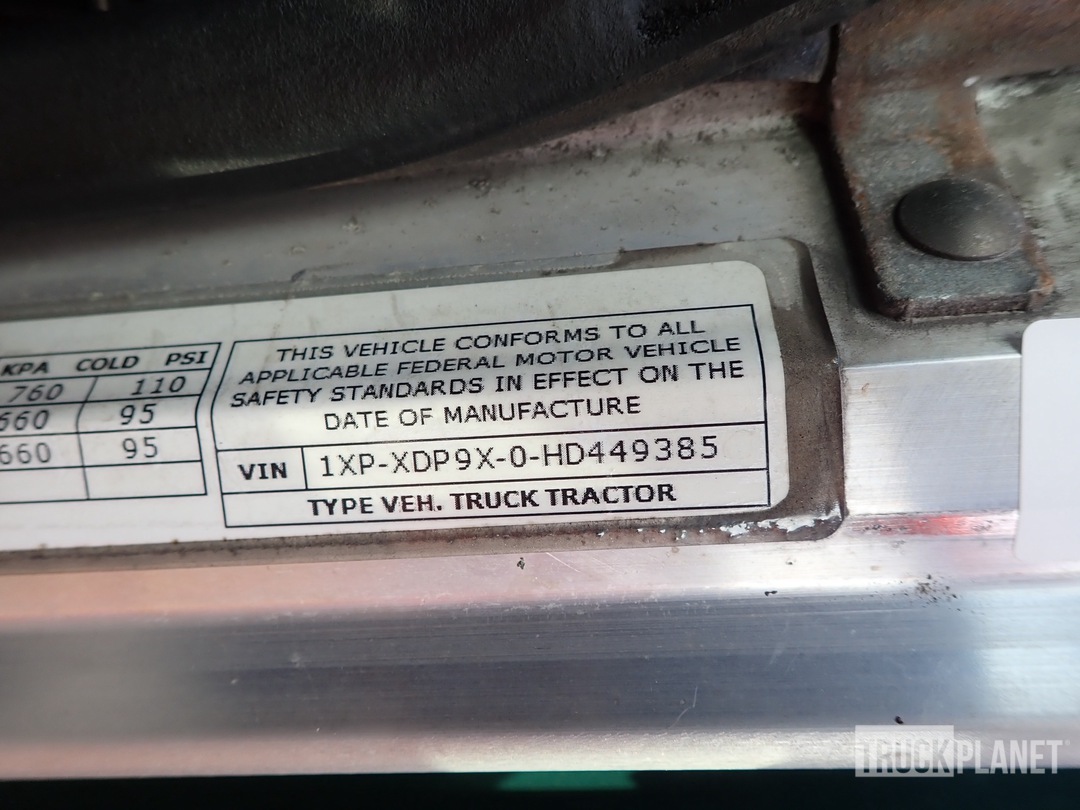 KPA COLD PSI
760 / 110
660 95
660 95
THIS VEHICLE CONFORMS TO ALL
APPLICABLE FEDERAL MOTOR VEHICLE
SAFETY STANDARDS IN EFFECT ON THE
DATE OF MANUFACTURE
VIN 1XP-XDP9X-0-HD449385
TYPE VEH. TRUCK TRACTOR
TRUCKPLANET